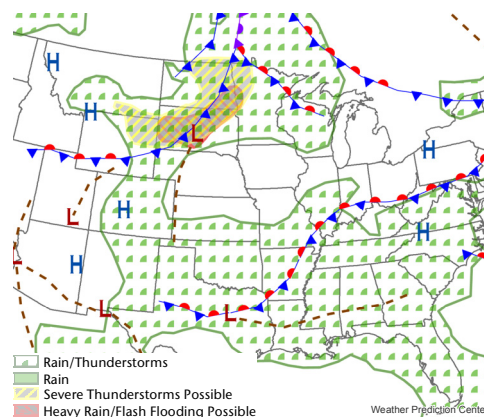 H
H
L
H
H
L
H
H
L
L
Rain/Thunderstorms
Rain
Severe Thunderstorms Possible
Heavy Rain/Flash Flooding Possible
Weather Prediction Cente